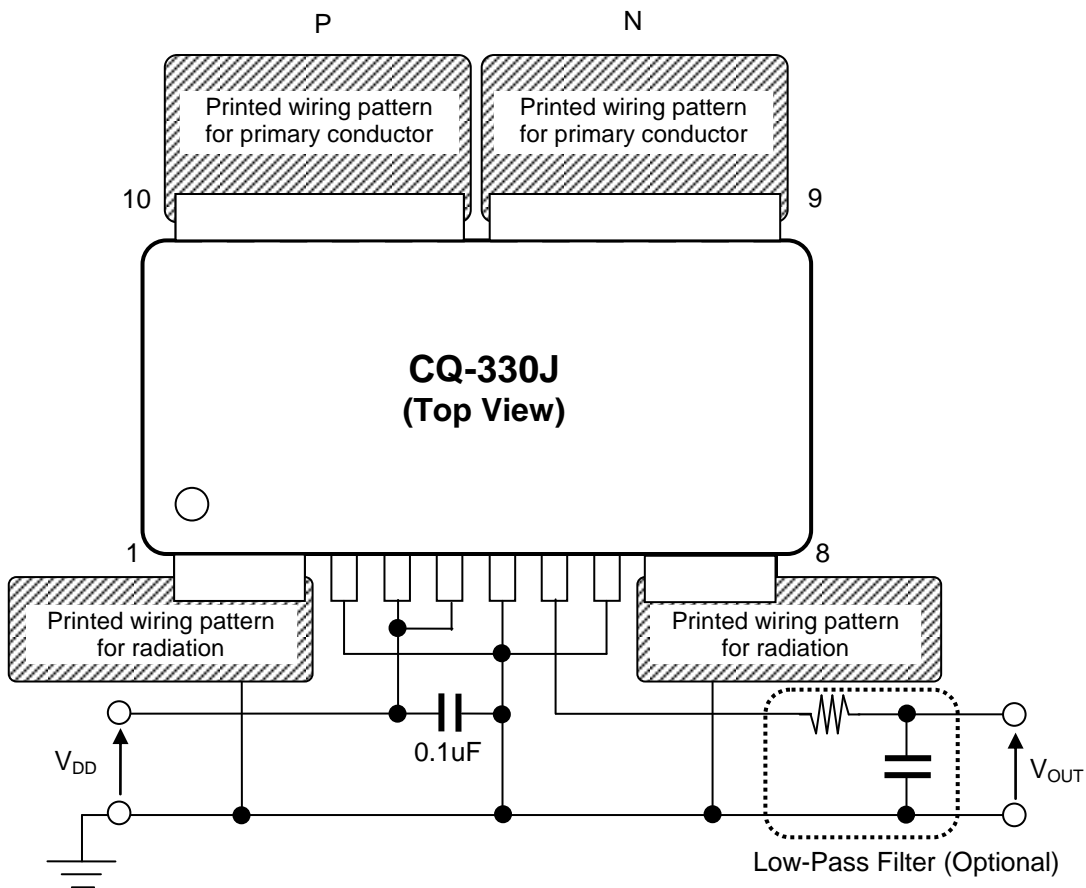 P
N
Printed wiring pattern
for primary conductor
Printed wiring pattern
for primary conductor
10
9
CQ-330J
(Top View)
1
8
Printed wiring pattern
for radiation
Printed wiring pattern
for radiation
0.1uF
VDD
VOUT
Low-Pass Filter (Optional)